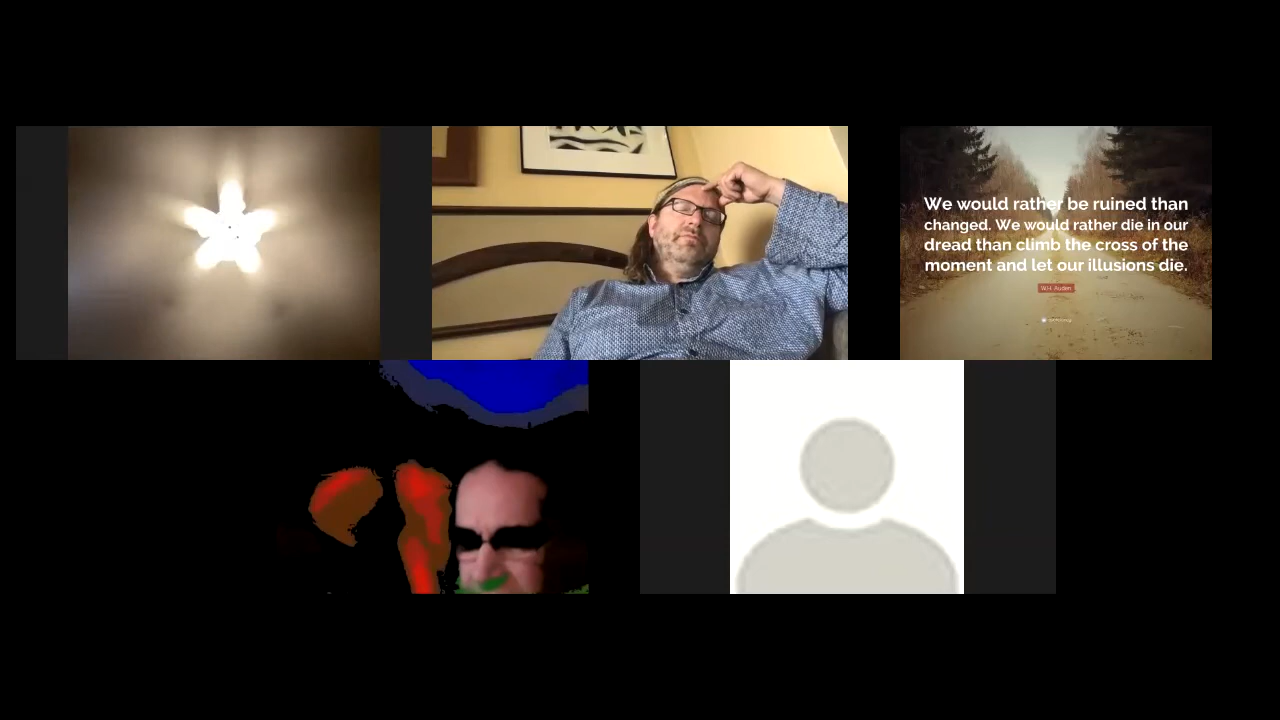 We would rather be ruined than
changed. We would rather die in our
dread than climb the cross of the
moment and let our illusions die.
W.H. Auden